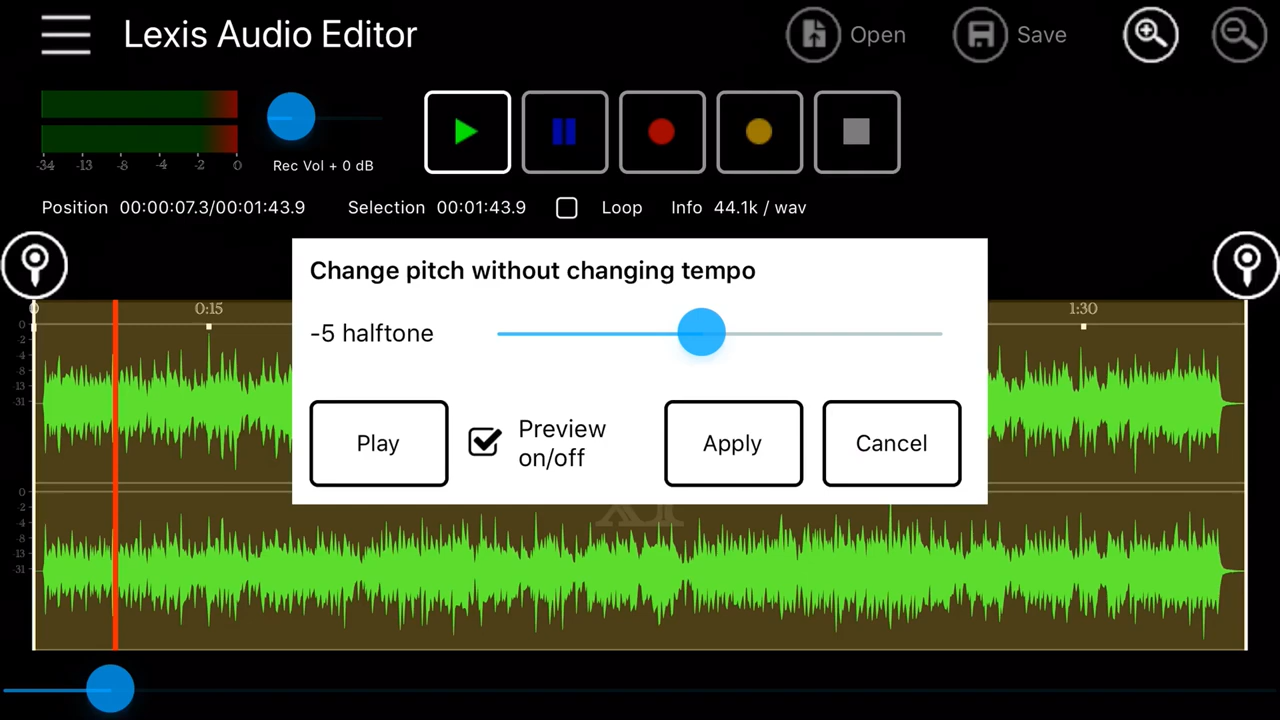 Lexis Audio Editor
Open
Save
-34 -13 -8 -4 -2 0
Rec Vol + 0 dB
Position 00:00:07.3/00:01:43.9 Selection 00:01:43.9 Loop Info 44.1k / wav
0 0:15 1:30
Change pitch without changing tempo
-5 halftone
Play
Preview
on/off
Apply
Cancel
0
-2
-4
-8
-13
-31
0
-2
-4
-8
-13
-31